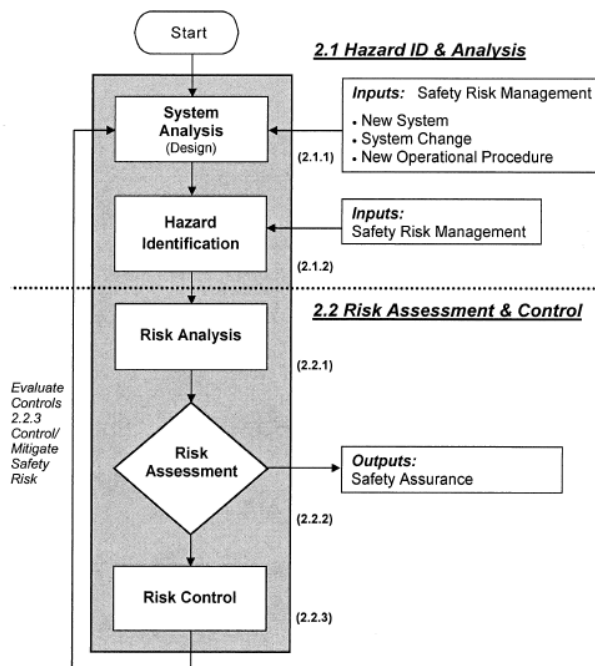 Start
2.1 Hazard ID & Analysis
System
Analysis
(Design)
(2.1.1)
Inputs: Safety Risk Management
• New System
• System Change
• New Operational Procedure
Hazard
Identification
(2.1.2)
Inputs:
Safety Risk Management
2.2 Risk Assessment & Control
Risk Analysis
(2.2.1)
Evaluate
Controls
2.2.3
Control/
Mitigate
Safety
Risk
Risk
Assessment
(2.2.2)
Outputs:
Safety Assurance
Risk Control
(2.2.3)